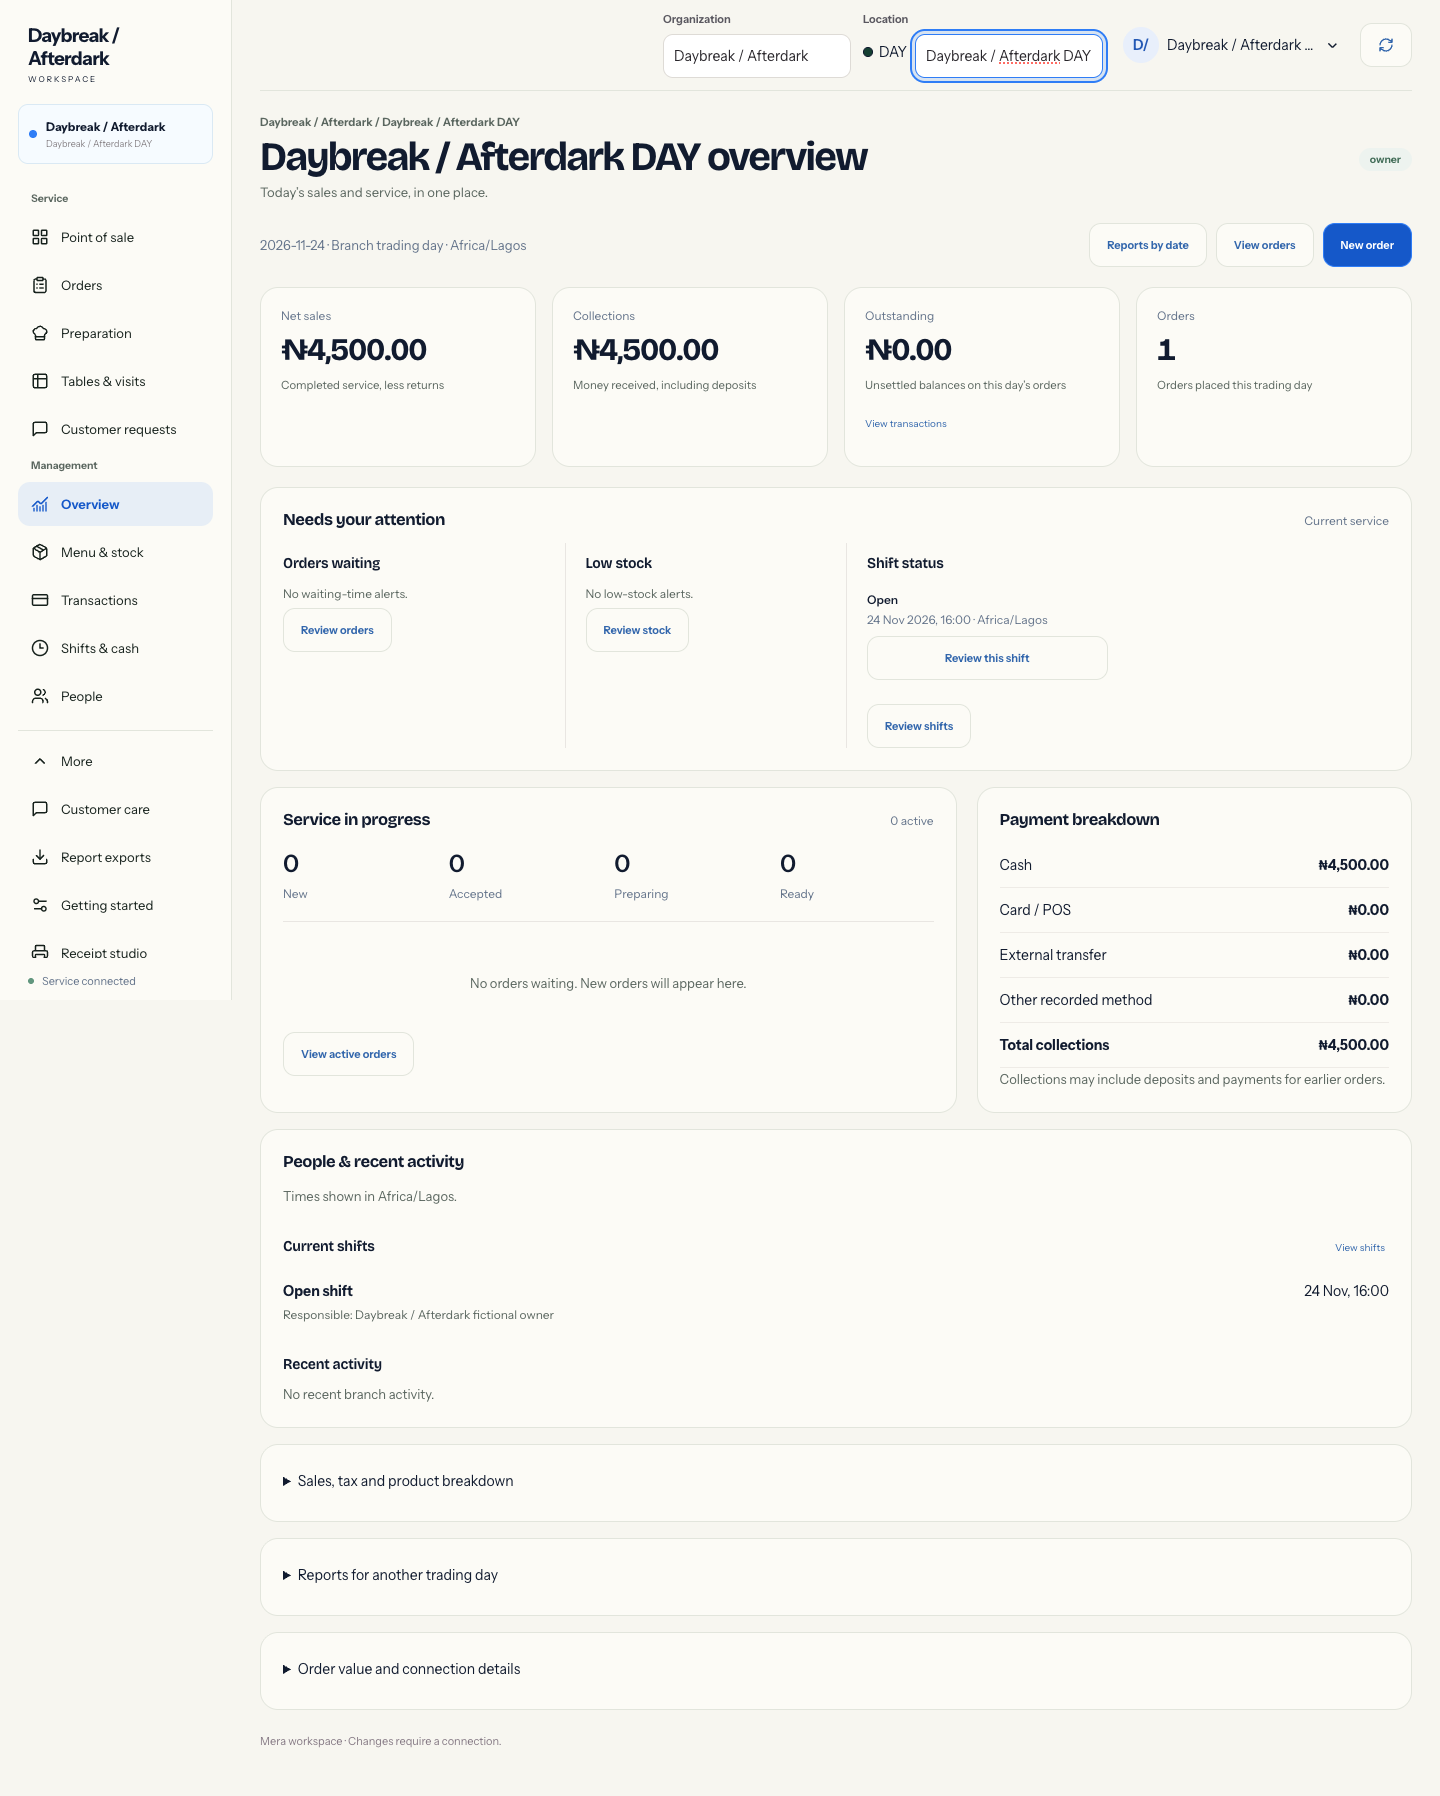 Daybreak /
Afterdark
WORKSPACE
Daybreak / Afterdark
Daybreak / Afterdark DAY
Service
Point of sale
Orders
Preparation
Tables & visits
Customer requests
Management
Overview
Menu & stock
Transactions
Shifts & cash
People
More
Customer care
Report exports
Getting started
Receipt studio
Service connected
Organization
Daybreak / Afterdark
Location
DAY
Daybreak / Afterdark DAY
D/
Daybreak / Afterdark ...
Daybreak / Afterdark / Daybreak / Afterdark DAY
Daybreak / Afterdark DAY overview
owner
Today's sales and service, in one place.
2026-11-24 · Branch trading day · Africa/Lagos
Reports by date
View orders
New order
Net sales
₦4,500.00
Completed service, less returns
Collections
₦4,500.00
Money received, including deposits
Outstanding
₦0.00
Unsettled balances on this day's orders
View transactions
Orders
1
Orders placed this trading day
Needs your attention
Current service
Orders waiting
No waiting-time alerts.
Review orders
Low stock
No low-stock alerts.
Review stock
Shift status
Open
24 Nov 2026, 16:00 · Africa/Lagos
Review this shift
Review shifts
Service in progress
0 active
0
New
0
Accepted
0
Preparing
0
Ready
No orders waiting. New orders will appear here.
View active orders
Payment breakdown
Cash ₦4,500.00
Card / POS ₦0.00
External transfer ₦0.00
Other recorded method ₦0.00
Total collections ₦4,500.00
Collections may include deposits and payments for earlier orders.
People & recent activity
Times shown in Africa/Lagos.
Current shifts
View shifts
Open shift
24 Nov, 16:00
Responsible: Daybreak / Afterdark fictional owner
Recent activity
No recent branch activity.
Sales, tax and product breakdown
Reports for another trading day
Order value and connection details
Mera workspace · Changes require a connection.